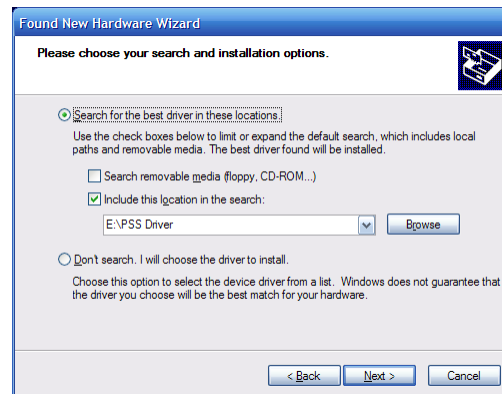 Found New Hardware Wizard
Please choose your search and installation options.
Search for the best driver in these locations.
Use the check boxes below to limit or expand the default search, which includes local
paths and removable media. The best driver found will be installed.
Search removable media (floppy, CD-ROM...)
Include this location in the search:
E:\PSS Driver
Browse
Don't search. I will choose the driver to install.
Choose this option to select the device driver from a list. Windows does not guarantee that
the driver you choose will be the best match for your hardware.
< Back
Next >
Cancel